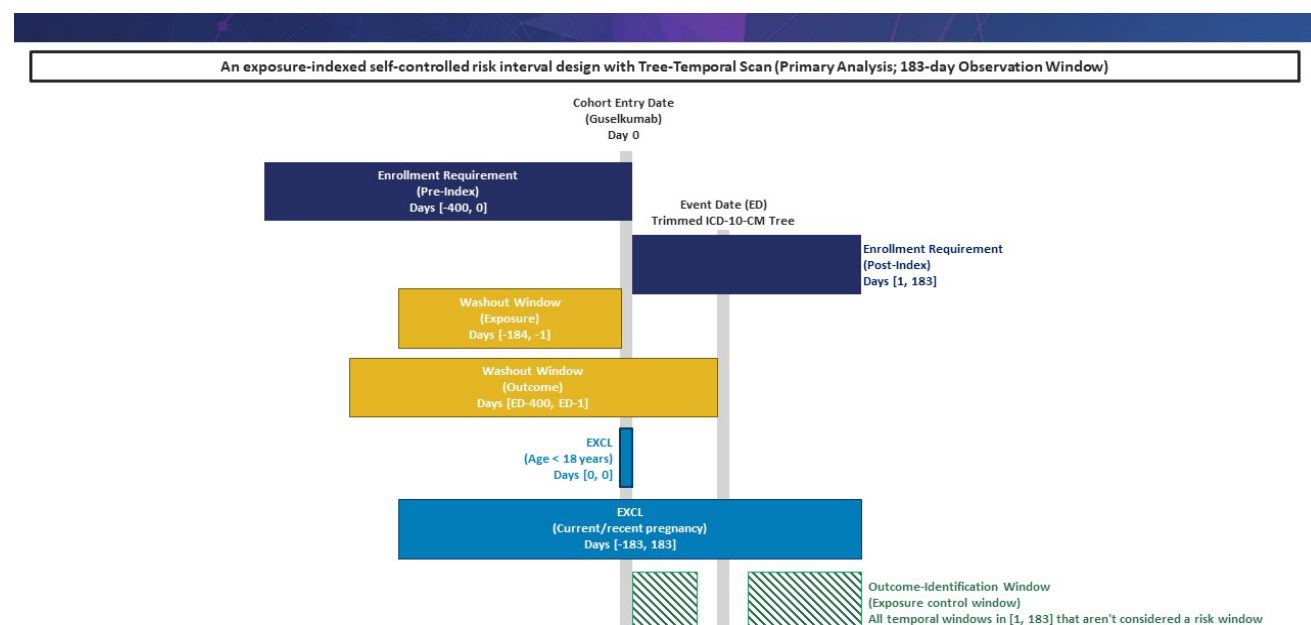 An exposure-indexed self-controlled risk interval design with Tree-Temporal Scan (Primary Analysis; 183-day Observation Window)
Cohort Entry Date
(Guselkumab)
Day 0
Enrollment Requirement
(Pre-Index)
Days [-400, 0]
Event Date (ED)
Trimmed ICD-10-CM Tree
Enrollment Requirement
(Post-Index)
Days [1, 183]
Washout Window
(Exposure)
Days [-184, -1]
Washout Window
(Outcome)
Days [ED-400, ED-1]
EXCL
(Age < 18 years)
Days [0, 0]
EXCL
(Current/recent pregnancy)
Days [-183, 183]
Outcome-Identification Window
(Exposure control window)
All temporal windows in [1, 183] that aren't considered a risk window